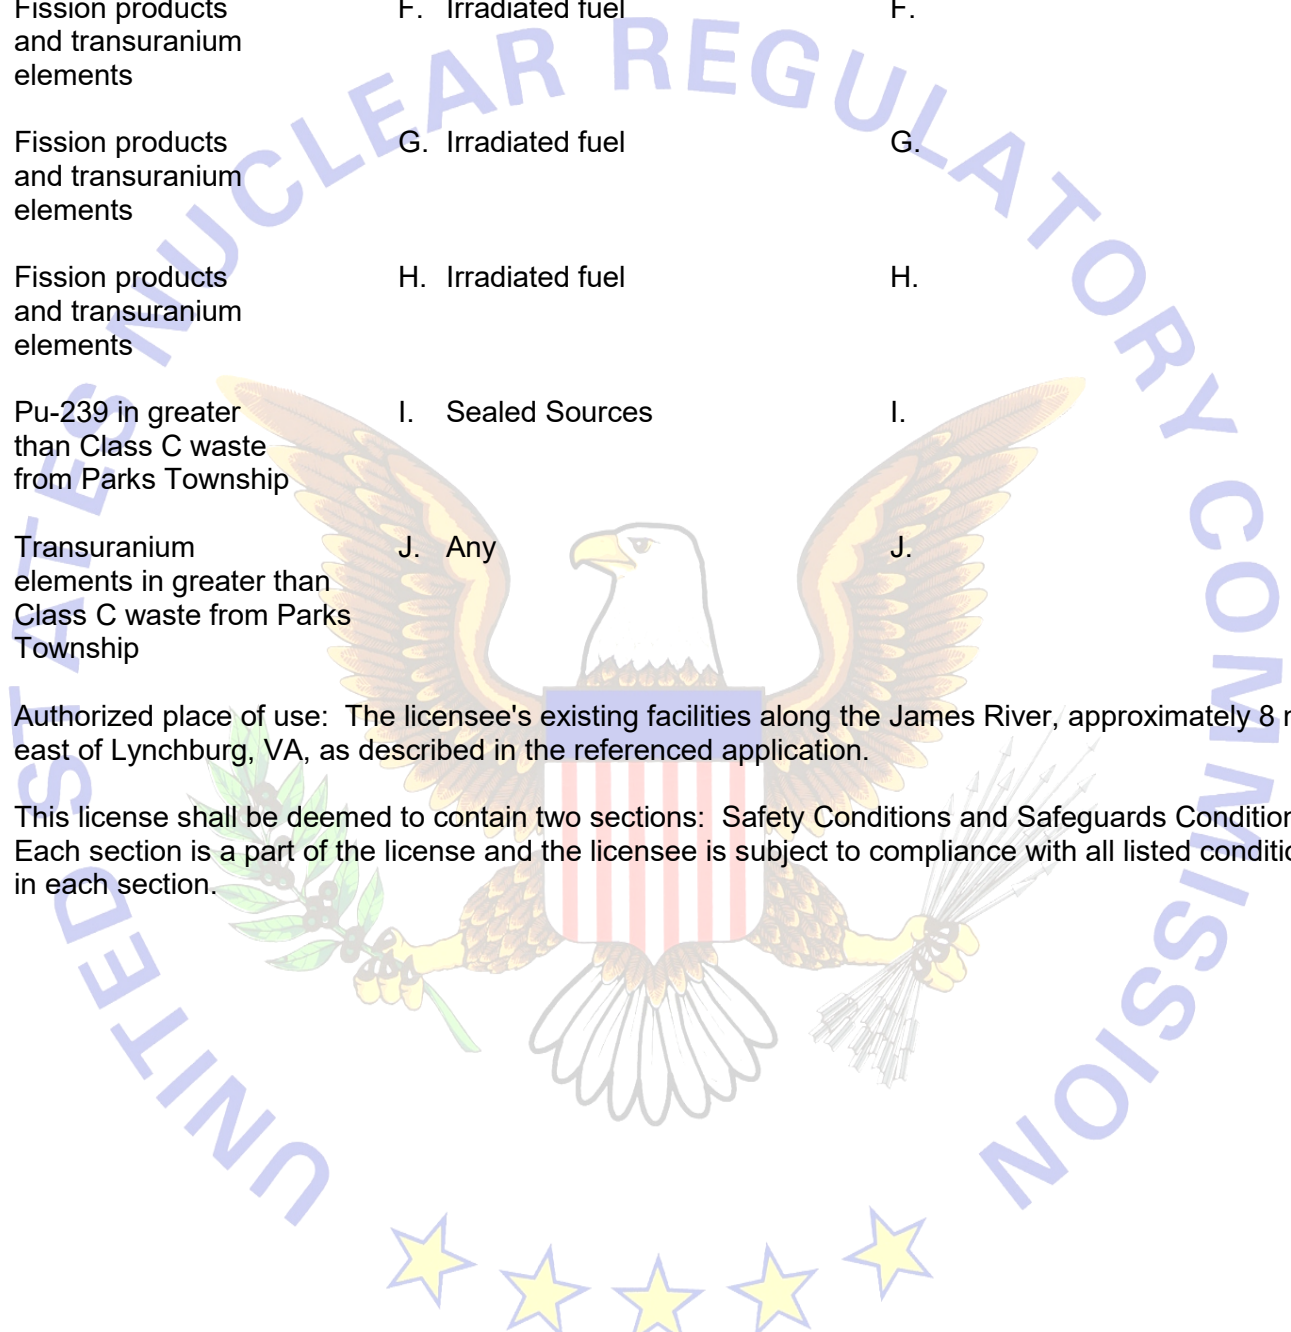 Fission products F. Irradiated fuel F.
and transuranium
elements
Fission products G. Irradiated fuel G.
and transuranium
elements
Fission products H. Irradiated fuel H.
and transuranium
elements
Pu-239 in greater I. Sealed Sources I.
than Class C waste
from Parks Township
Transuranium J. Any J.
elements in greater than
Class C waste from Parks
Township
Authorized place of use: The licensee's existing facilities along the James River, approximately 8
east of Lynchburg, VA, as described in the referenced application.
This license shall be deemed to contain two sections: Safety Conditions and Safeguards Condition
Each section is a part of the license and the licensee is subject to compliance with all listed
in each section.
UNITED STATES NUCLEAR REGULATORY COMMISSION